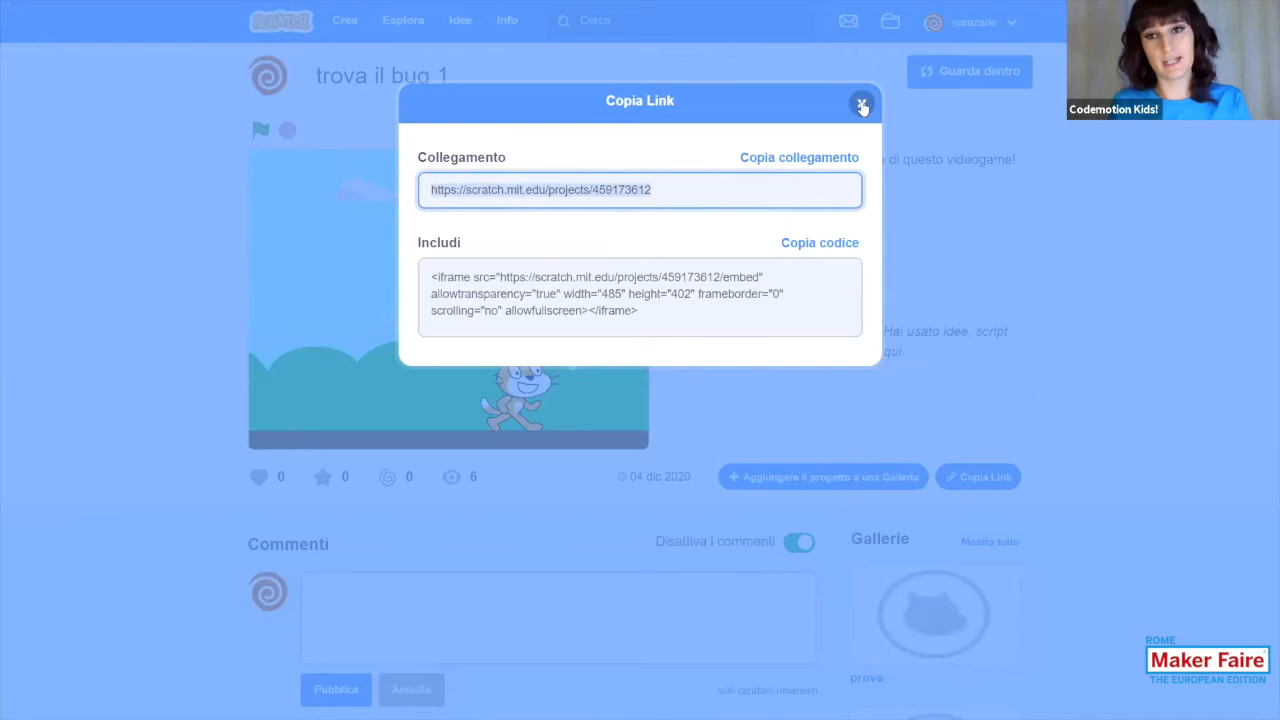 SCRATCH
Crea
Esplora
Idee
Info
Cerca
sarazarle
trova il bug 1
Guarda dentro
Codemotion Kids!
Copia Link
Collegamento
Copia collegamento
https://scratch.mit.edu/projects/459173612
di questo videogame!
Includi
Copia codice
<iframe src="https://scratch.mit.edu/projects/459173612/embed"
allowtransparency="true" width="485" height="402" frameborder="0"
scrolling="no" allowfullscreen></iframe>
Hai usato idee, script
qui.
0
0
0
6
04 dic 2020
Aggiungere il progetto a una Galleria
Copia Link
Commenti
Disattiva i commenti
Gallerie
Mostra tutto
prove
Pubblica
Annulla
500 caratteri rimanenti
ROME
Maker Faire
THE EUROPEAN EDITION